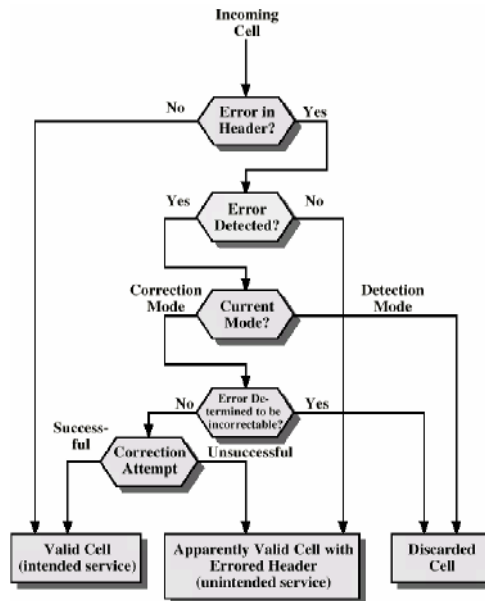 Incoming
Cell
No
Error in
Header?
Yes
Yes
Error
Detected?
No
Correction
Mode
Current
Mode?
Detection
Mode
No
Error De-
termined to be
incorrectable?
Yes
Success-
ful
Correction
Attempt
Unsuccessful
Valid Cell
(intended service)
Apparently Valid Cell with
Errored Header
(unintended service)
Discarded
Cell